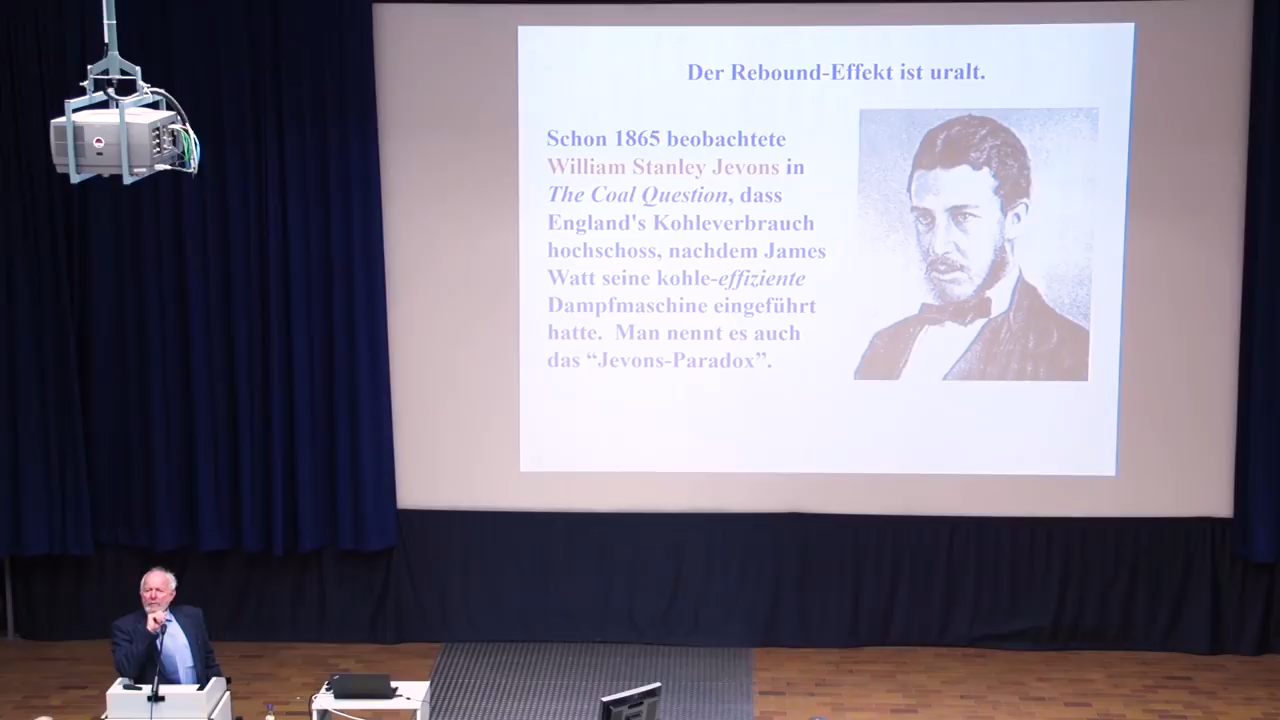 Der Rebound-Effekt ist uralt.
Schon 1865 beobachtete
William Stanley Jevons in
The Coal Question, dass
England's Kohleverbrauch
hochschoss, nachdem James
Watt seine kohle-effiziente
Dampfmaschine eingeführt
hatte.  Man nennt es auch
das “Jevons-Paradox”.